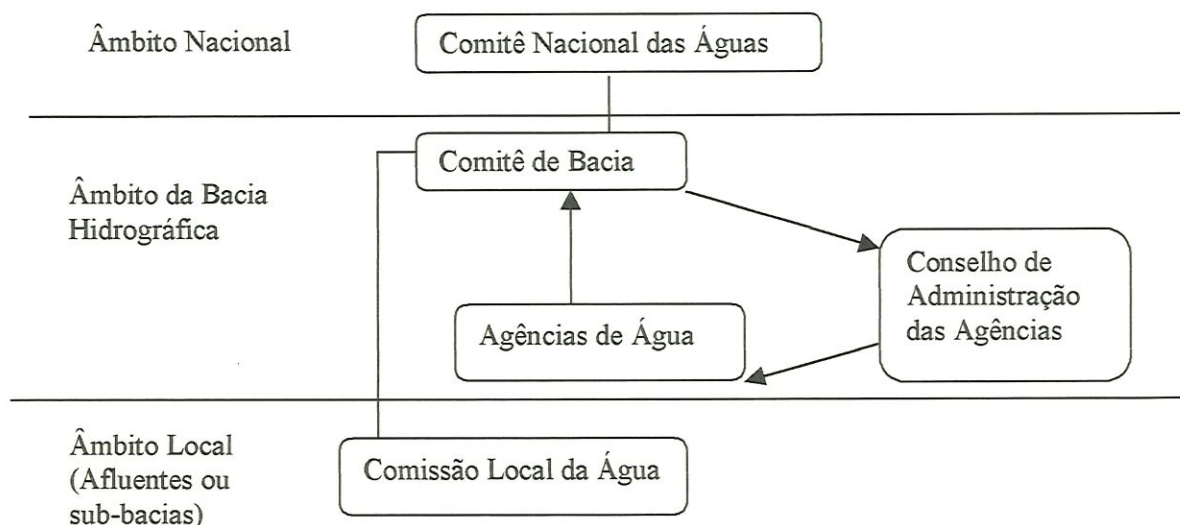 Âmbito Nacional
Comitê Nacional das Águas
Âmbito da Bacia
Hidrográfica
Comitê de Bacia
Agências de Água
Conselho de
Administração
das Agências
Âmbito Local
(Afluentes ou
sub-bacias)
Comissão Local da Água